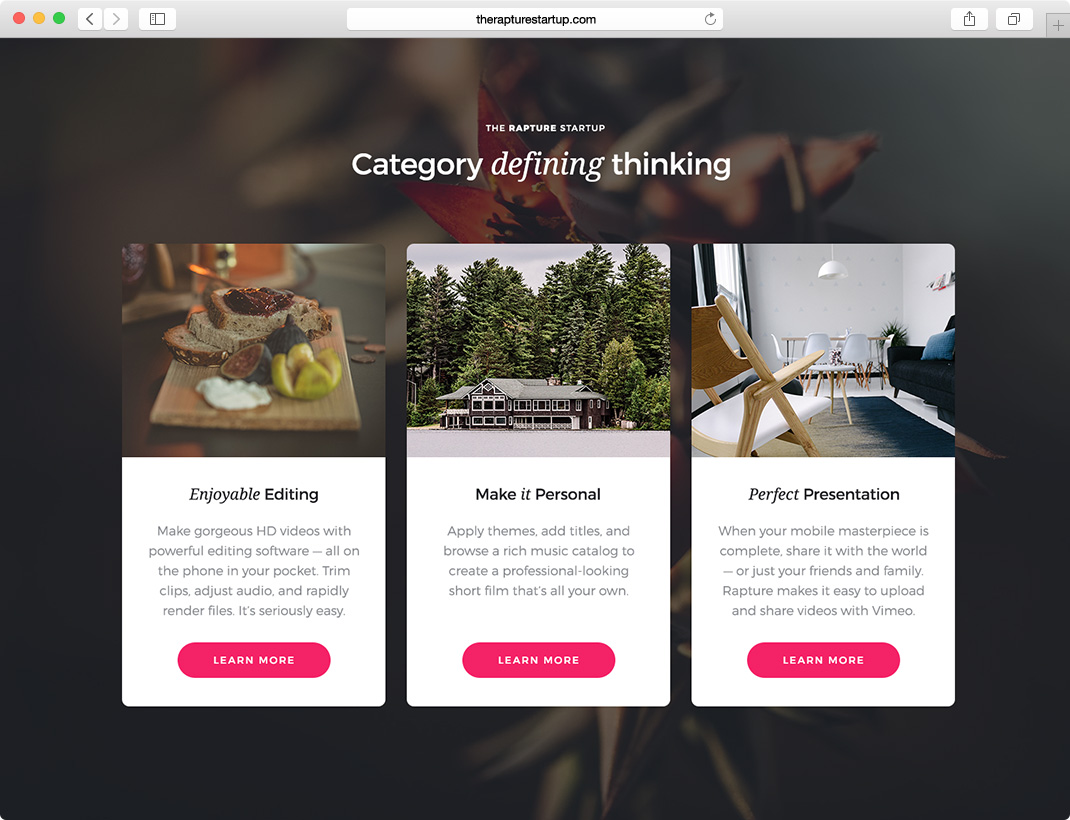 therapturestartup.com
THE RAPTURE STARTUP
Category defining thinking
Enjoyable Editing
Make gorgeous HD videos with
powerful editing software — all on
the phone in your pocket. Trim
clips, adjust audio, and rapidly
render files. It's seriously easy.
LEARN MORE
Make it Personal
Apply themes, add titles, and
browse a rich music catalog to
create a professional-looking
short film that's all your own.
LEARN MORE
Perfect Presentation
When your mobile masterpiece is
complete, share it with the world
— or just your friends and family.
Rapture makes it easy to upload
and share videos with Vimeo.
LEARN MORE